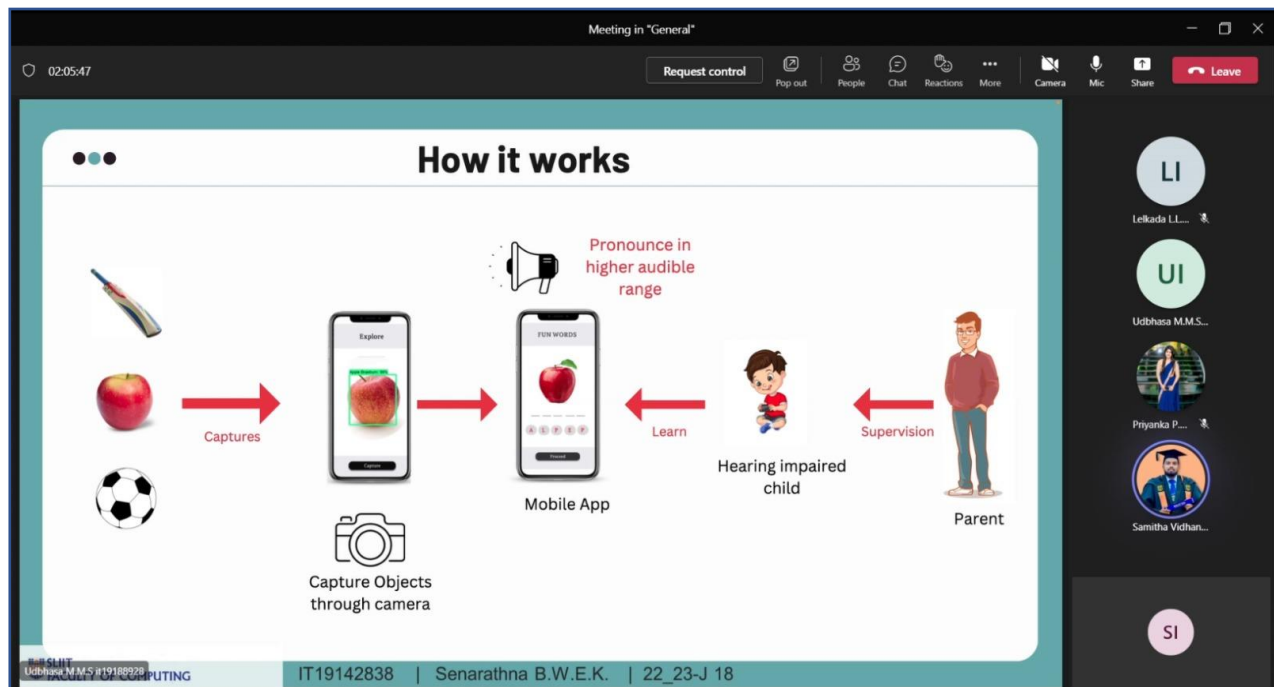 Meeting in "General"
02:05:47
Request control
Pop out
People
Chat
Reactions
More
Camera
Mic
Share
Leave
How it works
Pronounce in
higher audible
range
Explore
FUN WORDS
Captures
Capture
Proceed
Learn
Supervision
Mobile App
Hearing impaired
child
Parent
Capture Objects
through camera
LI
Lelkada L.L....
UI
Udbhasa M.M.S...
Priyanka P....
Samitha Vidhan...
SI
SLIIT
Udbhasa M.M.S it19188928
FACULTY OF COMPUTING
IT19142838 | Senarathna B.W.E.K. | 22_23-J 18